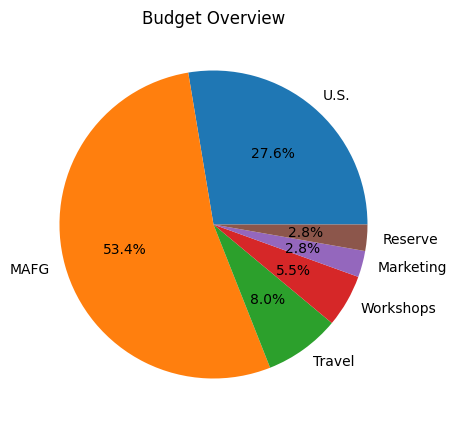 Budget Overview
U.S.
27.6%
MAFG
53.4%
Travel
8.0%
Workshops
5.5%
Marketing
2.8%
Reserve
2.8%